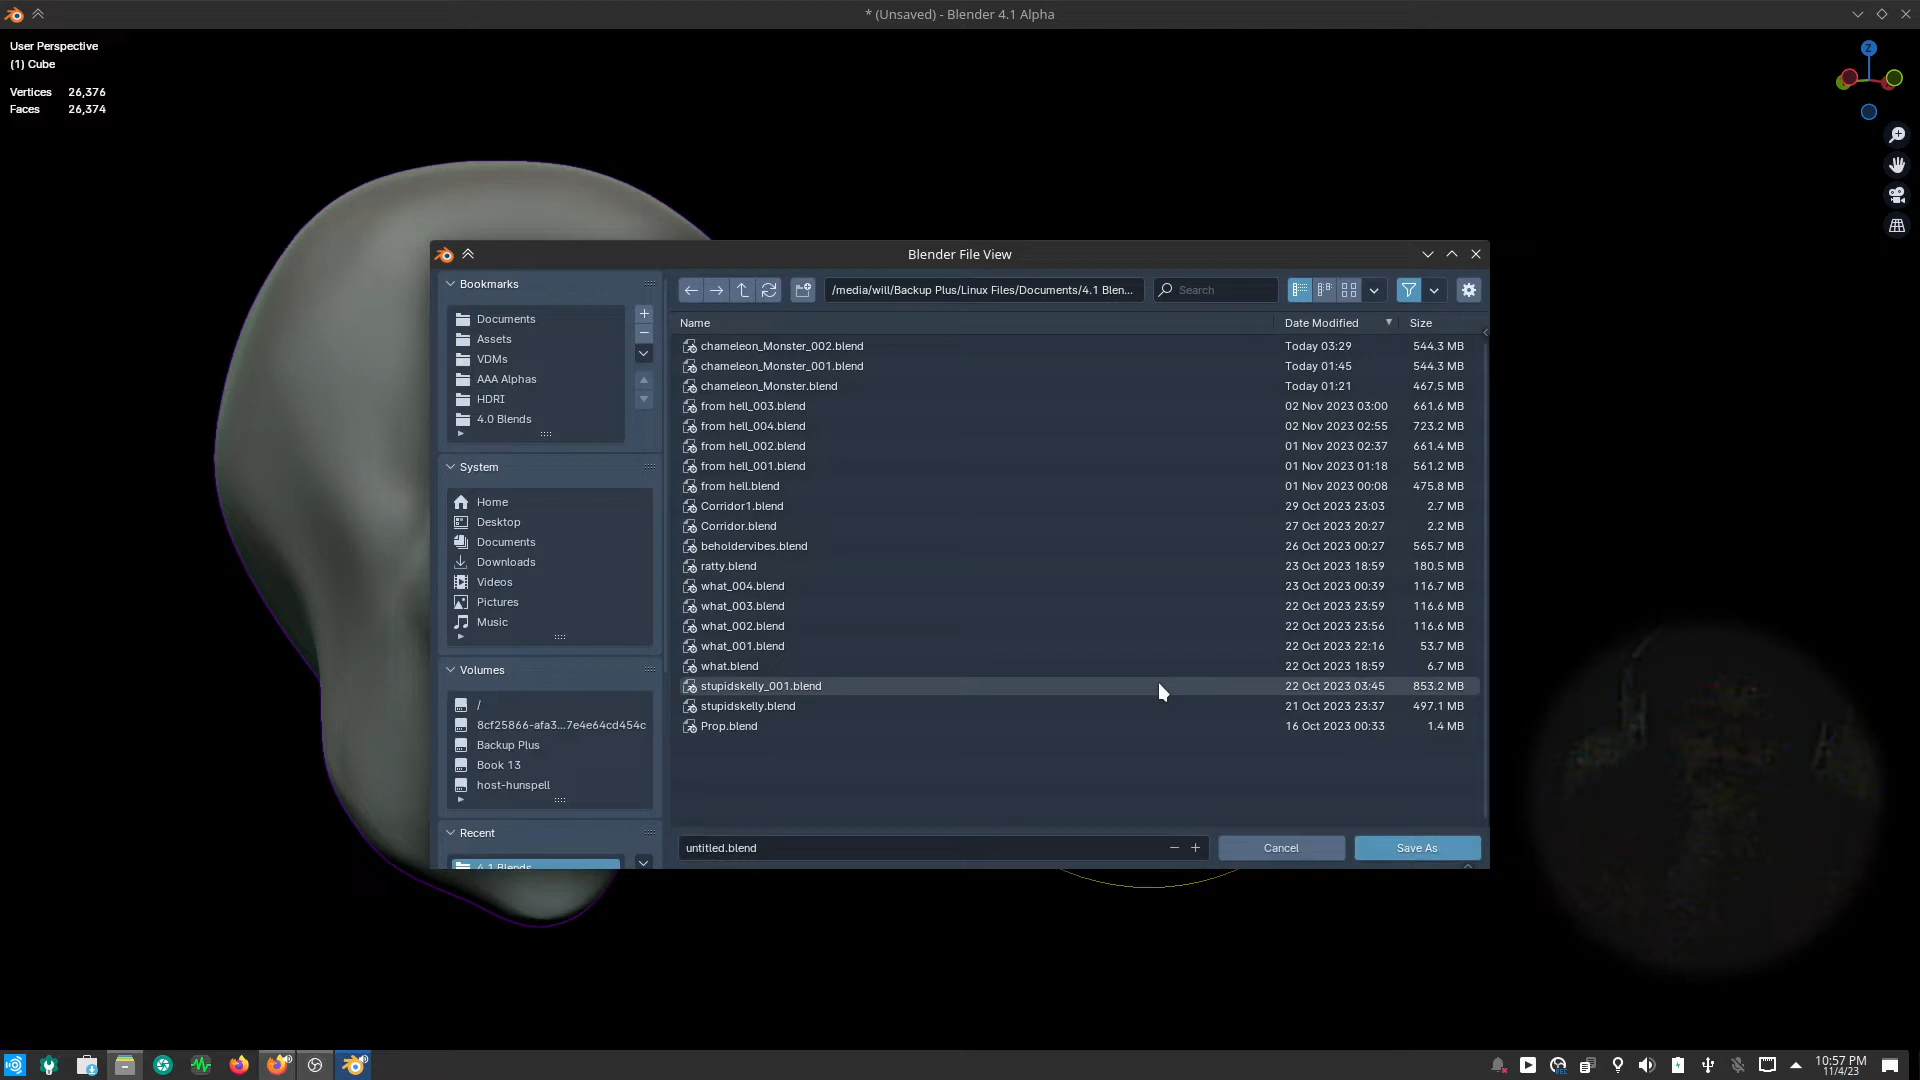 * (Unsaved) - Blender 4.1 Alpha
User Perspective
(1) Cube
Vertices 26,376
Faces 26,374
Z
Blender File View
Bookmarks
Documents
Assets
VDMs
AAA Alphas
HDRI
4.0 Blends
System
Home
Desktop
Documents
Downloads
Videos
Pictures
Music
Volumes
/
8cf25866-afa3...7e4e64cd454c
Backup Plus
Book 13
host-hunspell
Recent
4.1 Blends
/media/will/Backup Plus/Linux Files/Documents/4.1 Blen...
Search
Name Date Modified Size
chameleon_Monster_002.blend Today 03:29 544.3 MB
chameleon_Monster_001.blend Today 01:45 544.3 MB
chameleon_Monster.blend Today 01:21 467.5 MB
from hell_003.blend 02 Nov 2023 03:00 661.6 MB
from hell_004.blend 02 Nov 2023 02:55 723.2 MB
from hell_002.blend 01 Nov 2023 02:37 661.4 MB
from hell_001.blend 01 Nov 2023 01:18 561.2 MB
from hell.blend 01 Nov 2023 00:08 475.8 MB
Corridor1.blend 29 Oct 2023 23:03 2.7 MB
Corridor.blend 27 Oct 2023 20:27 2.2 MB
beholdervibes.blend 26 Oct 2023 00:27 565.7 MB
ratty.blend 23 Oct 2023 18:59 180.5 MB
what_004.blend 23 Oct 2023 00:39 116.7 MB
what_003.blend 22 Oct 2023 23:59 116.6 MB
what_002.blend 22 Oct 2023 23:56 116.6 MB
what_001.blend 22 Oct 2023 22:16 53.7 MB
what.blend 22 Oct 2023 18:59 6.7 MB
stupidskelly_001.blend 22 Oct 2023 03:45 853.2 MB
stupidskelly.blend 21 Oct 2023 23:37 497.1 MB
Prop.blend 16 Oct 2023 00:33 1.4 MB
untitled.blend
Cancel
Save As
10:57 PM
11/4/23